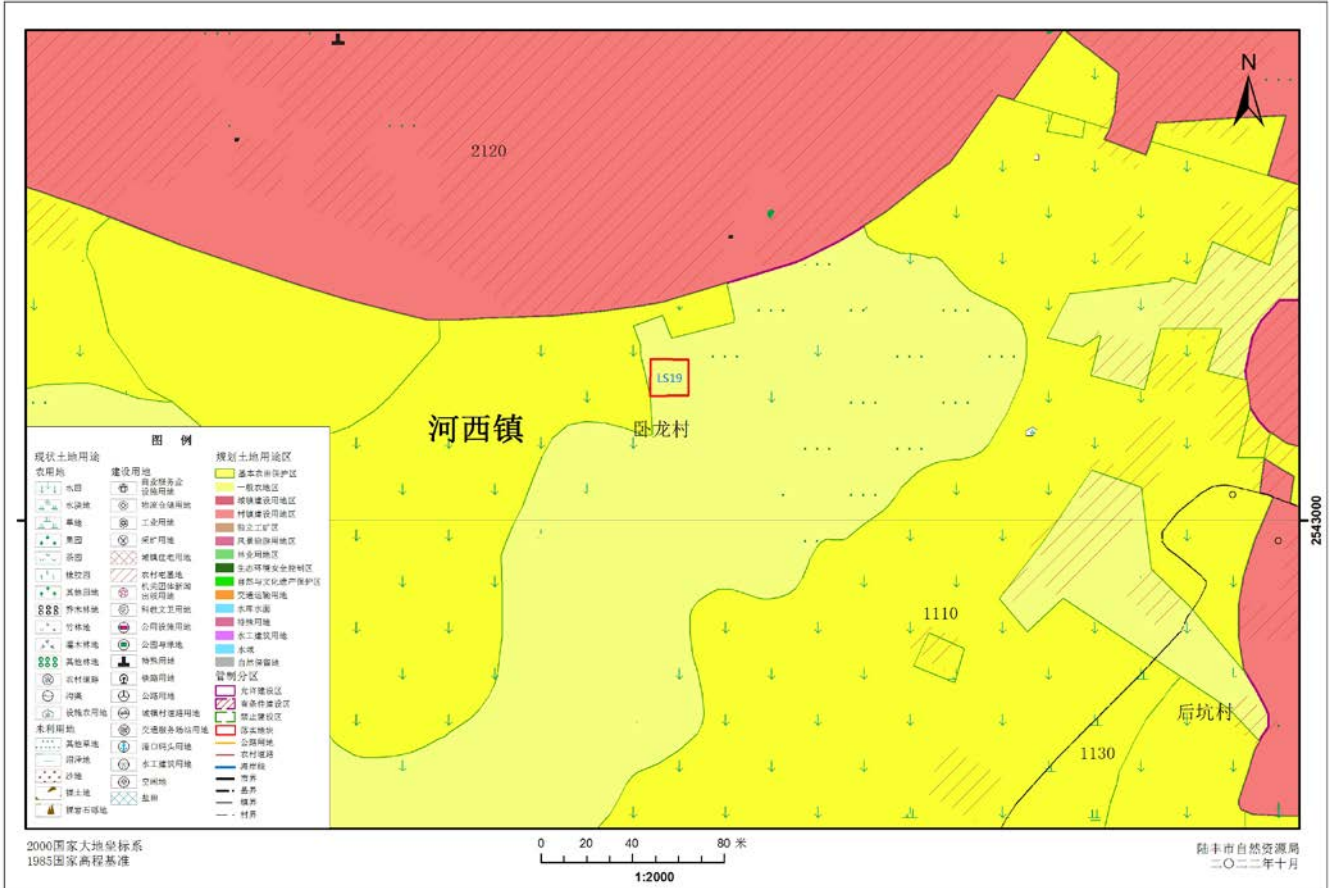 N
2120
LS19
河西镇
卧龙村
2543000
1110
后坑村
1130
图 例
现状土地用途
农用地
水田
水浇地
旱地
果园
茶园
橡胶园
其他园地
乔木林地
竹林地
灌木林地
其他林地
农村道路
沟渠
设施农用地
未利用地
其他草地
沼泽地
沙地
裸土地
裸岩石砾地
建设用地
商业服务业
设施用地
物流仓储用地
工业用地
采矿用地
城镇住宅用地
农村宅基地
机关团体新闻
出版用地
科教文卫用地
公用设施用地
公园与绿地
特殊用地
铁路用地
公路用地
城镇村道路用地
交通服务场站用地
港口码头用地
水工建筑用地
空闲地
盐田
规划土地用途区
基本农田保护区
一般农地区
城镇建设用地区
村镇建设用地区
独立工矿区
风景旅游用地区
林业用地区
生态环境安全控制区
自然与文化遗产保护区
交通运输用地
水库水面
特殊用地
水工建筑用地
水域
自然保留地
管制分区
允许建设区
有条件建设区
禁止建设区
落实地块
公路用地
农村道路
海岸线
市界
县界
镇界
村界
2000国家大地坐标系
1985国家高程基准
0 20 40 80 米
1:2000
陆丰市自然资源局
二〇二二年十月